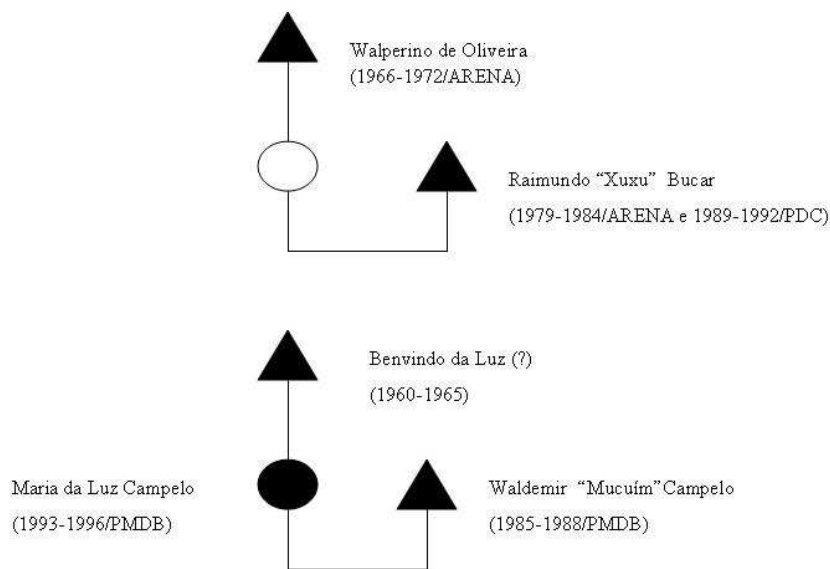 Walperino de Oliveira
(1966-1972/ARENA)
Raimundo “Xuxu” Bucar
(1979-1984/ARENA e 1989-1992/PDC)
Benvindo da Luz (?)
(1960-1965)
Maria da Luz Campelo
(1993-1996/PMDB)
Waldemir “Mucuím”Campelo
(1985-1988/PMDB)